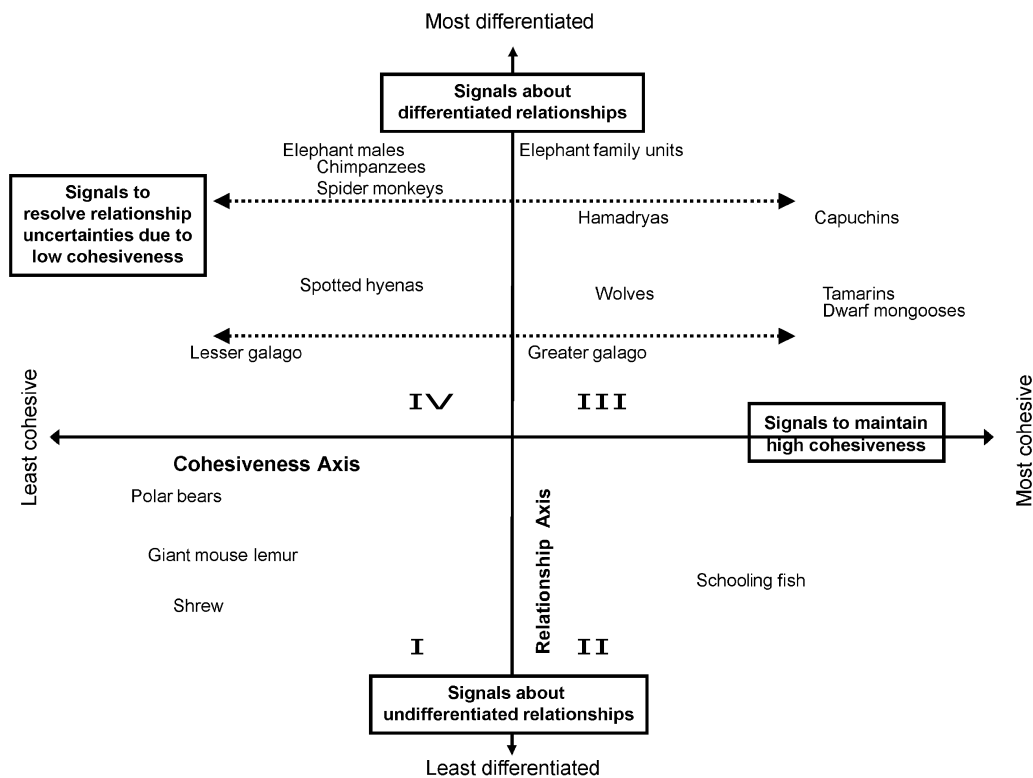 Most differentiated
Signals about
differentiated relationships
Elephant males
Chimpanzees
Spider monkeys
Elephant family units
Signals to
resolve relationship
uncertainties due to
low cohesiveness
Hamadryas
Capuchins
Spotted hyenas
Wolves
Tamarins
Dwarf mongooses
Lesser galago
Greater galago
IV
III
Least cohesive
Signals to maintain
high cohesiveness
Most cohesive
Cohesiveness Axis
Polar bears
Relationship Axis
Giant mouse lemur
Schooling fish
Shrew
I
II
Signals about
undifferentiated relationships
Least differentiated